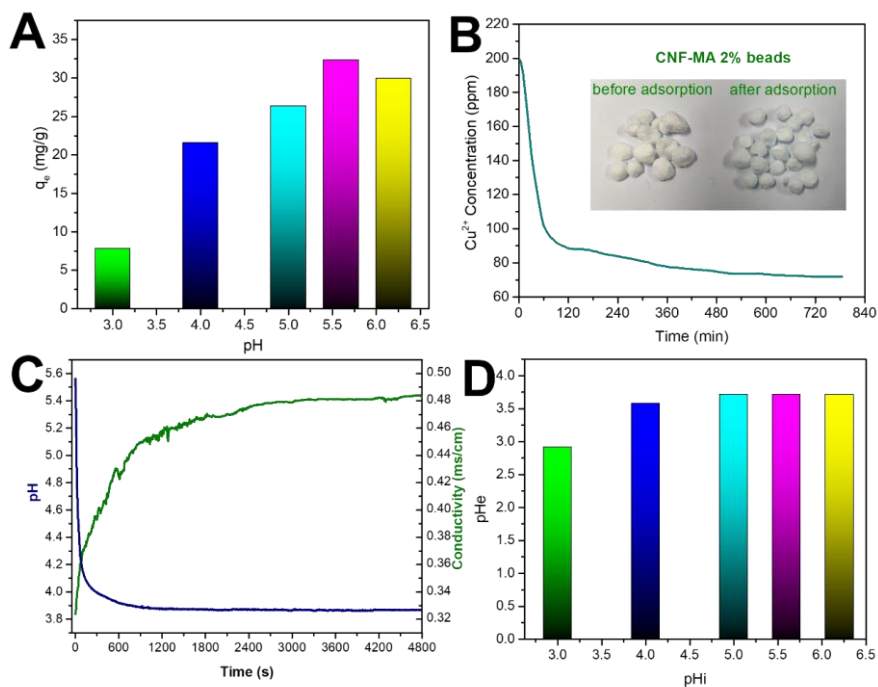 A
qe (mg/g)
35
30
25
20
15
10
5
0
3.0 3.5 4.0 4.5 5.0 5.5 6.0 6.5
pH
B
Cu²⁺ Concentration (ppm)
220
200
180
160
140
120
100
80
60
CNF-MA 2% beads
before adsorption after adsorption
0 120 240 360 480 600 720 840
Time (min)
C
pH
5.6
5.4
5.2
5.0
4.8
4.6
4.4
4.2
4.0
3.8
0.50
0.48
0.46
0.44
0.42
0.40
0.38
0.36
0.34
0.32
Conductivity (ms/cm)
0 600 1200 1800 2400 3000 3600 4200 4800
Time (s)
D
pHe
4.0
3.5
3.0
2.5
2.0
1.5
1.0
0.5
0.0
3.0 3.5 4.0 4.5 5.0 5.5 6.0 6.5
pHi